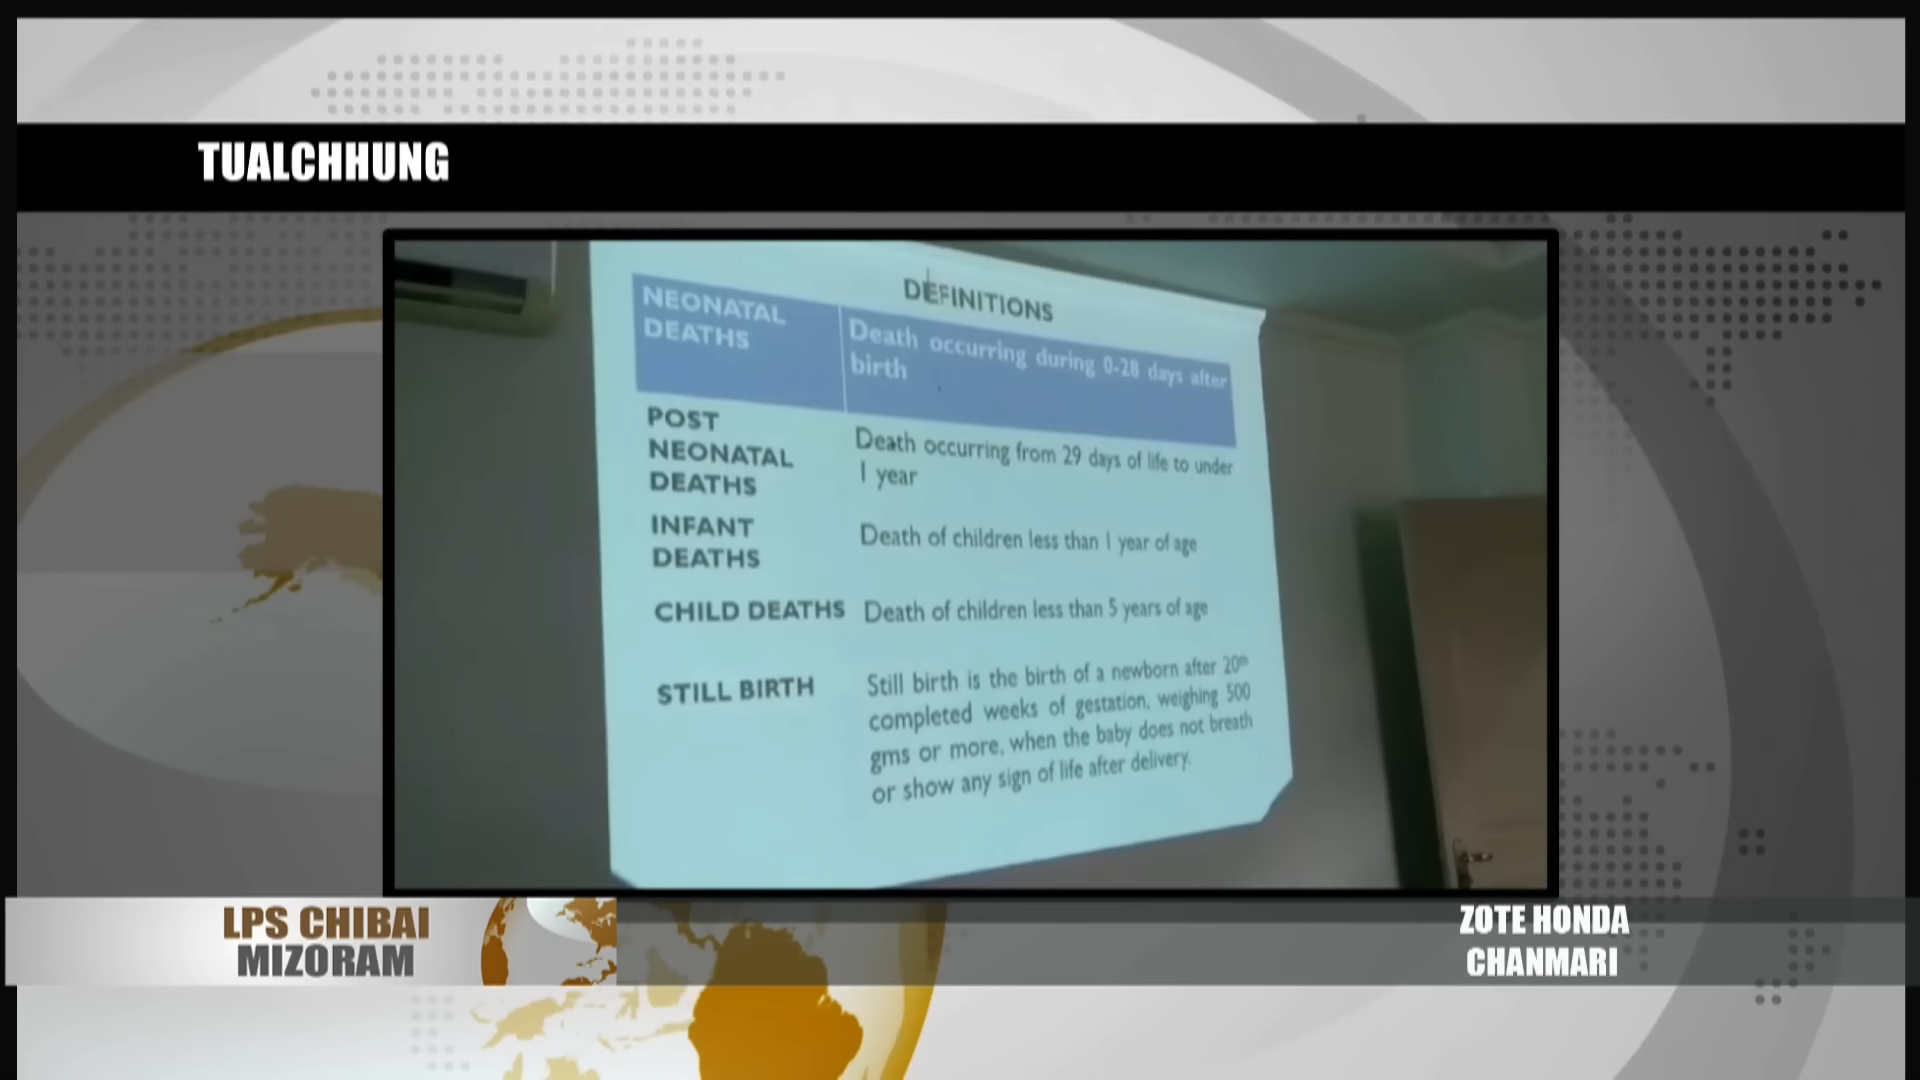 TUALCHHUNG
DEFINITIONS
NEONATAL
DEATHS
Death occurring during 0-28 days after
birth
POST
NEONATAL
DEATHS
Death occurring from 29 days of life to under
1 year
INFANT
DEATHS
Death of children less than 1 year of age
CHILD DEATHS
Death of children less than 5 years of age
STILL BIRTH
Still birth is the birth of a newborn after 20th
completed weeks of gestation, weighing 500
gms or more, when the baby does not breath
or show any sign of life after delivery.
LPS CHIBAI
MIZORAM
ZOTE HONDA
CHANMARI